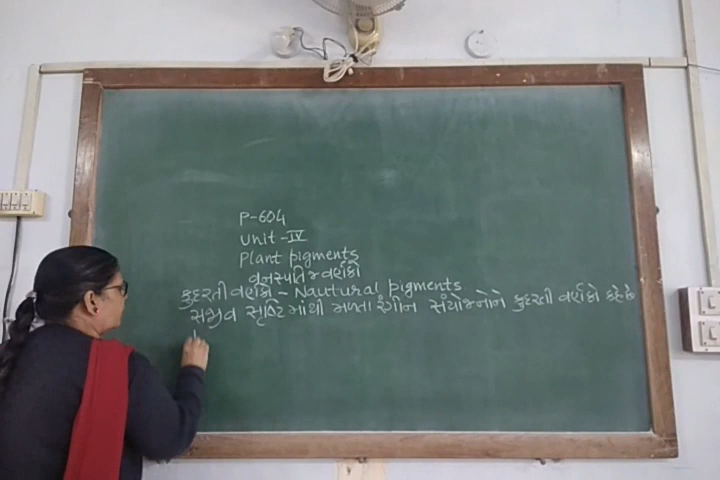 P-604
Unit-IV
Plant pigments
વનસ્પતિજ વર્ણકો
કુદરતી વર્ણકો - Nautural pigments
સજીવ સૃષ્ટિમાંથી મળતા રંગીન સંયોજનોને કુદરતી વર્ણકો કહે છે